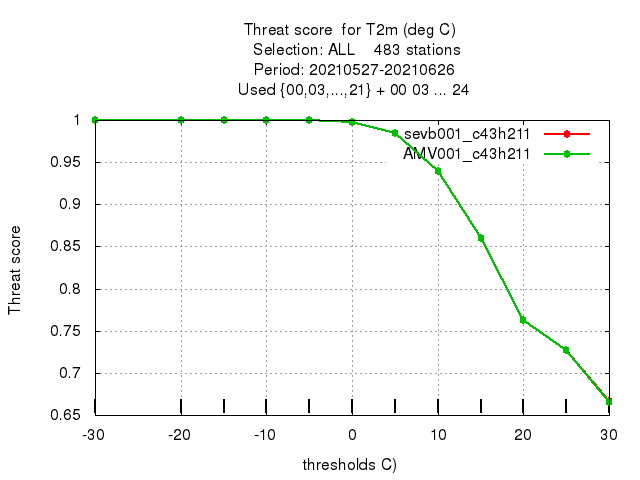 Threat score for T2m (deg C)
Selection: ALL 483 stations
Period: 20210527-20210626
Used {00,03,...,21} + 00 03 ... 24
sevb001_c43h211
AMV001_c43h211
1
0.95
0.9
0.85
0.8
0.75
0.7
0.65
Threat score
-30 -20 -10 0 10 20 30
thresholds C)